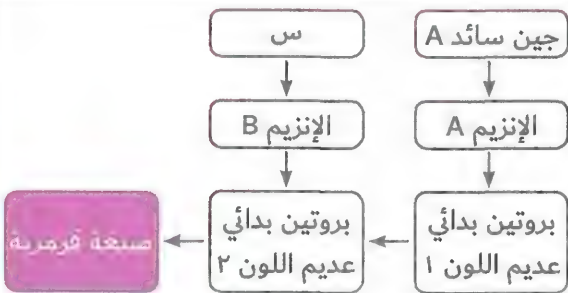 جين سائد A
س
الإنزيم A
الإنزيم B
بروتين بدائي
عديم اللون ١
بروتين بدائي
عديم اللون ٢
صبغة قرمزية